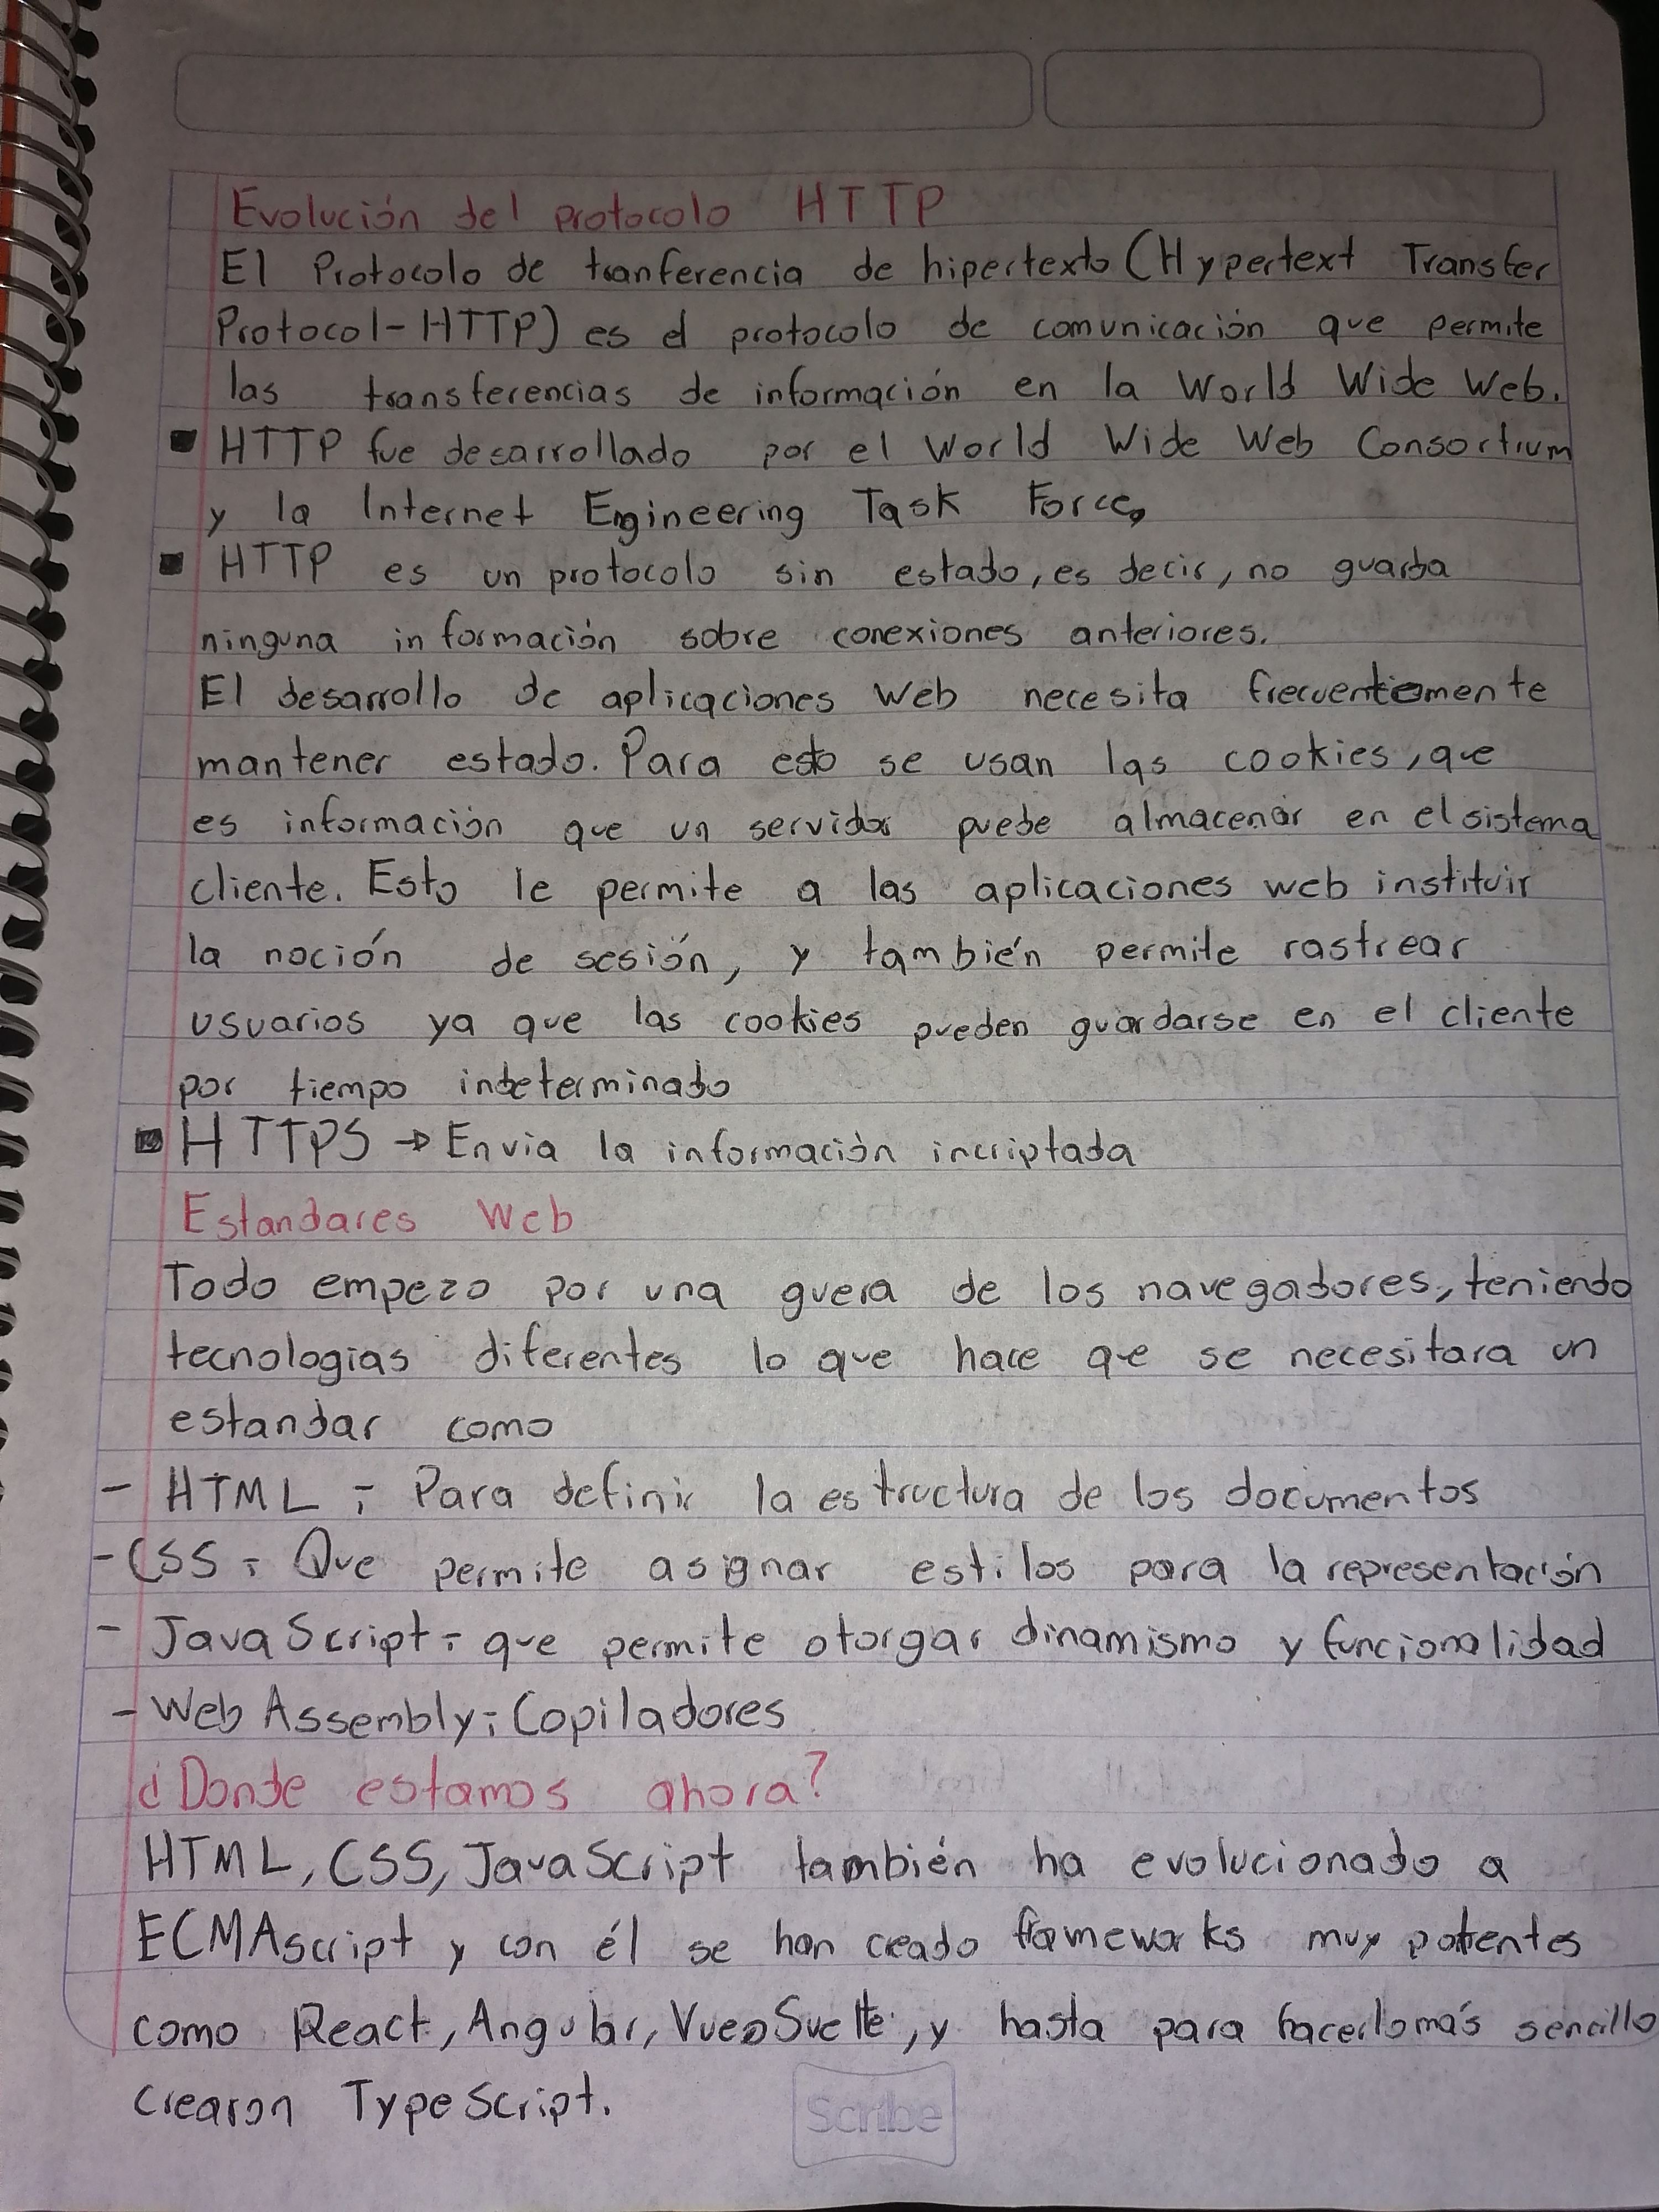 Evolución del protocolo HTTP
El Protocolo de tranferencia de hipertexto (Hypertext Transfer
Protocol-HTTP) es el protocolo de comunicación que permite
las transferencias de información en la World Wide Web.
▪ HTTP fue desarrollado por el World Wide Web Consortium
y la Internet Engineering Task Force,
▪ HTTP es un protocolo sin estado, es decir, no guarda
ninguna información sobre conexiones anteriores.
El desarrollo de aplicaciones Web necesita frecuentemente
mantener estado. Para esto se usan las cookies, que
es información que un servidor puede almacenar en el sistema
cliente. Esto le permite a las aplicaciones web instituir
la noción de sesión, y también permite rastrear
usuarios ya que las cookies pueden guardarse en el cliente
por tiempo indeterminado
▪ HTTPS → Envia la información incriptada
Estandares Web
Todo empezo por una guera de los navegadores, teniendo
tecnologias diferentes lo que hace que se necesitara un
estandar como
- HTML ÷ Para definir la estructura de los documentos
- CSS ÷ Que permite asignar estilos para la representación
- JavaScript ÷ que permite otorgar dinamismo y funcionalidad
- Web Assembly ÷ Copiladores
¿Donde estamos ahora?
HTML, CSS, JavaScript también ha evolucionado a
ECMAscript y con él se han creado frameworks muy potentes
como React, Angular, Vue o Svelte, y hasta para hacerlo más sencillo
crearon TypeScript.
Scribe